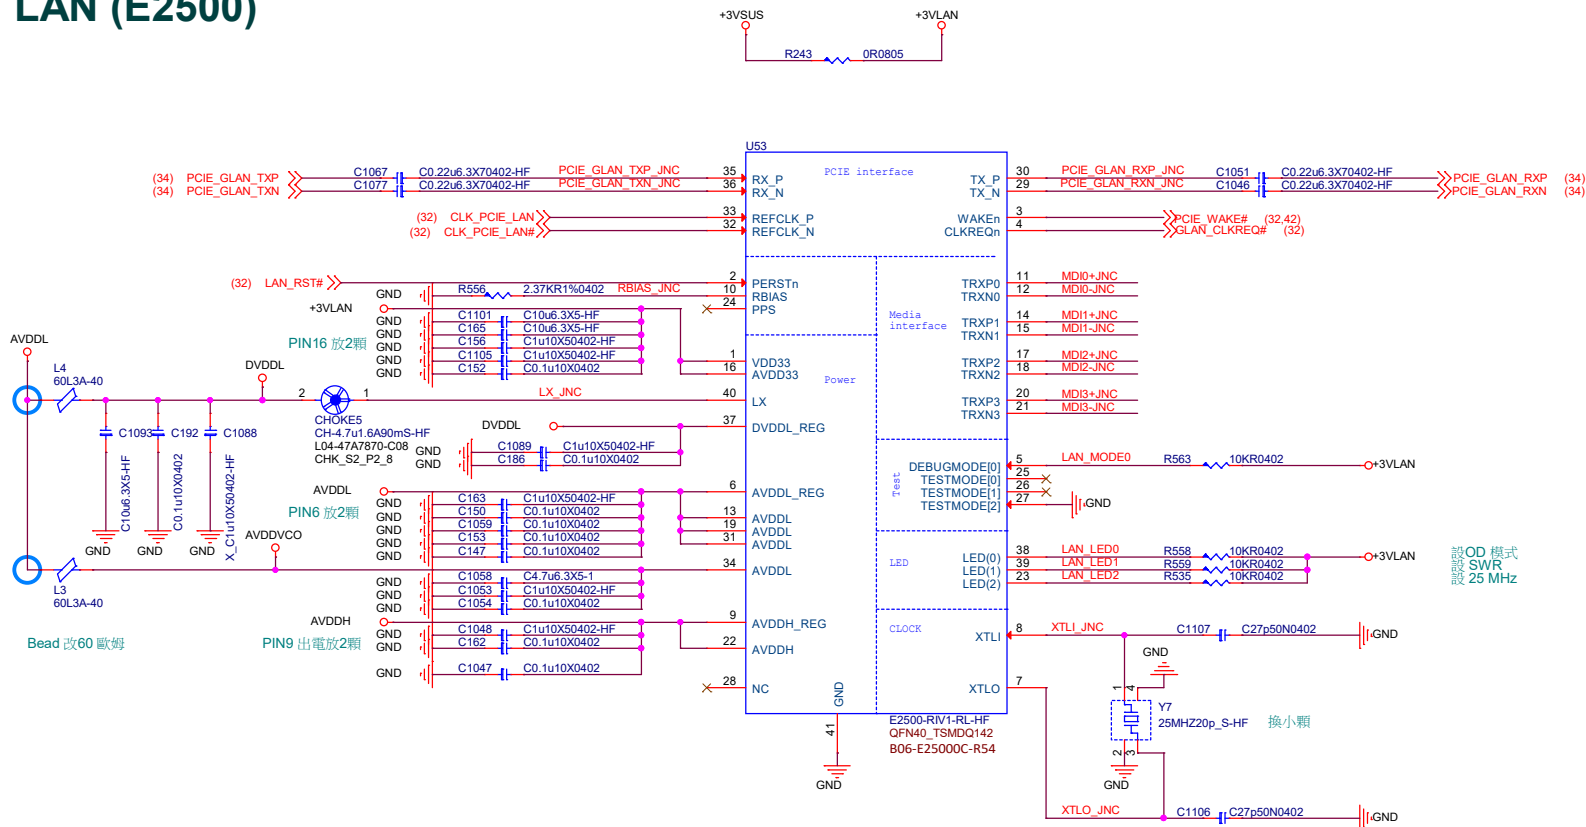 LAN (E2500)
+3VSUS
+3VLAN
R243
0R0805
U53
PCIE interface
(34) PCIE_GLAN_TXP
C1067
C0.22u6.3X70402-HF
PCIE_GLAN_TXP_JNC
35
RX_P
(34) PCIE_GLAN_TXN
C1077
C0.22u6.3X70402-HF
PCIE_GLAN_TXN_JNC
36
RX_N
TX_P
30
PCIE_GLAN_RXP_JNC
C1051
C0.22u6.3X70402-HF
PCIE_GLAN_RXP (34)
TX_N
29
PCIE_GLAN_RXN_JNC
C1046
C0.22u6.3X70402-HF
PCIE_GLAN_RXN (34)
(32) CLK_PCIE_LAN
33
REFCLK_P
(32) CLK_PCIE_LAN#
32
REFCLK_N
WAKEn
3
PCIE_WAKE# (32,42)
CLKREQn
4
GLAN_CLKREQ# (32)
(32) LAN_RST#
2
PERSTn
GND
R556
2.37KR1%0402
RBIAS_JNC
10
RBIAS
24
PPS
+3VLAN
GND
C1101
C10u6.3X5-HF
GND
C165
C10u6.3X5-HF
GND
C156
C1u10X50402-HF
GND
C1105
C1u10X50402-HF
GND
C152
C0.1u10X0402
PIN16 放2顆
1
VDD33
16
AVDD33
Power
Media
interface
TRXP0
11
MDI0+JNC
TRXN0
12
MDI0-JNC
TRXP1
14
MDI1+JNC
TRXN1
15
MDI1-JNC
TRXP2
17
MDI2+JNC
TRXN2
18
MDI2-JNC
TRXP3
20
MDI3+JNC
TRXN3
21
MDI3-JNC
AVDDL
L4
60L3A-40
DVDDL
2
1
CHOKE5
CH-4.7u1.6A90mS-HF
L04-47A7870-C08
CHK_S2_P2_8
LX_JNC
40
LX
C1093
C10u6.3X5-HF
C192
C0.1u10X0402
C1088
X_C1u10X50402-HF
GND
GND
GND
DVDDL
37
DVDDL_REG
GND
C1089
C1u10X50402-HF
GND
C186
C0.1u10X0402
AVDDL
6
AVDDL_REG
GND
C163
C1u10X50402-HF
GND
C150
C0.1u10X0402
GND
C1059
C0.1u10X0402
GND
C153
C0.1u10X0402
GND
C147
C0.1u10X0402
PIN6 放2顆
13
AVDDL
19
AVDDL
31
AVDDL
AVDDVCO
34
AVDDL
L3
60L3A-40
GND
C1058
C4.7u6.3X5-1
GND
C1053
C1u10X50402-HF
GND
C1054
C0.1u10X0402
AVDDH
9
AVDDH_REG
GND
C1048
C1u10X50402-HF
GND
C162
C0.1u10X0402
GND
C1047
C0.1u10X0402
22
AVDDH
Bead 改60 歐姆
PIN9 出電放2顆
28
NC
GND
41
GND
Test
DEBUGMODE[0]
5
LAN_MODE0
R563
10KR0402
+3VLAN
TESTMODE[0]
25
TESTMODE[1]
26
TESTMODE[2]
27
GND
LED
LED(0)
38
LAN_LED0
R558
10KR0402
+3VLAN
LED(1)
39
LAN_LED1
R559
10KR0402
LED(2)
23
LAN_LED2
R535
10KR0402
設OD 模式
設 SWR
設 25 MHz
CLOCK
XTLI
8
XTLI_JNC
C1107
C27p50N0402
GND
GND
XTLO
7
1
4
Y7
25MHZ20p_S-HF
換小顆
2
3
GND
XTLO_JNC
C1106
C27p50N0402
GND
E2500-RIV1-RL-HF
QFN40_TSMDQ142
B06-E25000C-R54